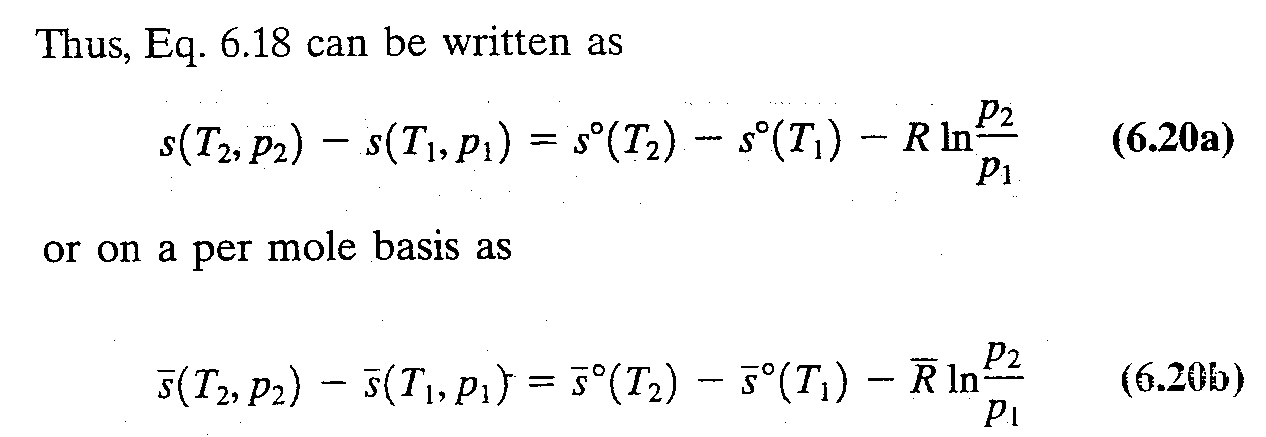 Thus, Eq. 6.18 can be written as
s(T₂, p₂) − s(T₁, p₁) = s°(T₂) − s°(T₁) − R ln p₂/p₁ (6.20a)
or on a per mole basis as
s̅(T₂, p₂) − s̅(T₁, p₁) = s̅°(T₂) − s̅°(T₁) − R̅ ln p₂/p₁ (6.20b)